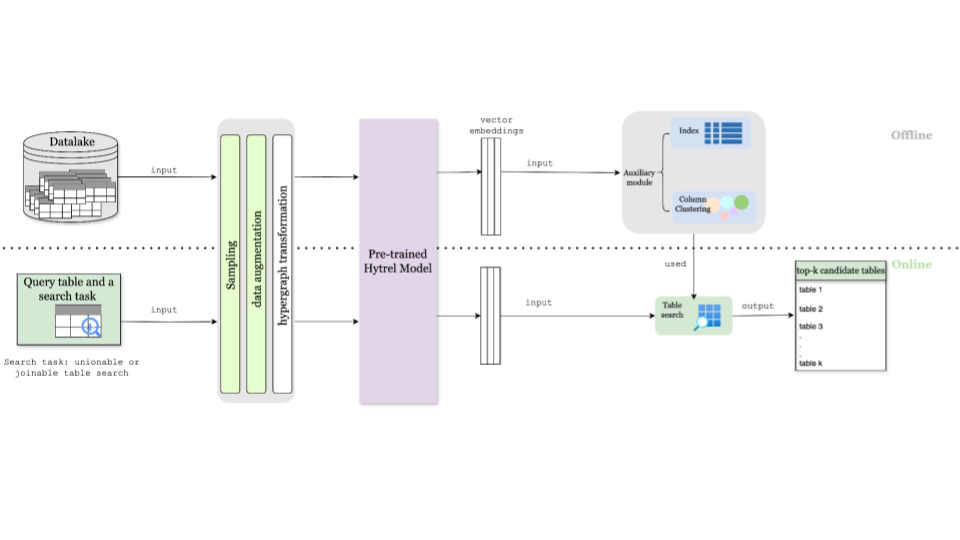 vector
embeddings
Datalake
Index
Offline
input
input
Auxiliary
module
Column
Clustering
Sampling
data augmentation
hypergraph transformation
Pre-trained
Hytrel Model
used
Online
Query table and a
search task
input
input
Table
search
output
top-k candidate tables
table 1
table 2
table 3
.
.
.
table k
Search task: unionable or
joinable table search